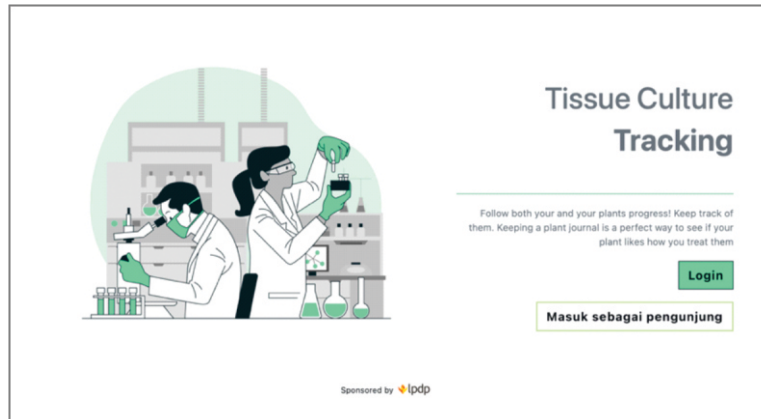 Tissue Culture
Tracking
Follow both your and your plants progress! Keep track of
them. Keeping a plant journal is a perfect way to see if your
plant likes how you treat them
Login
Masuk sebagai pengunjung
Sponsored by lpdp